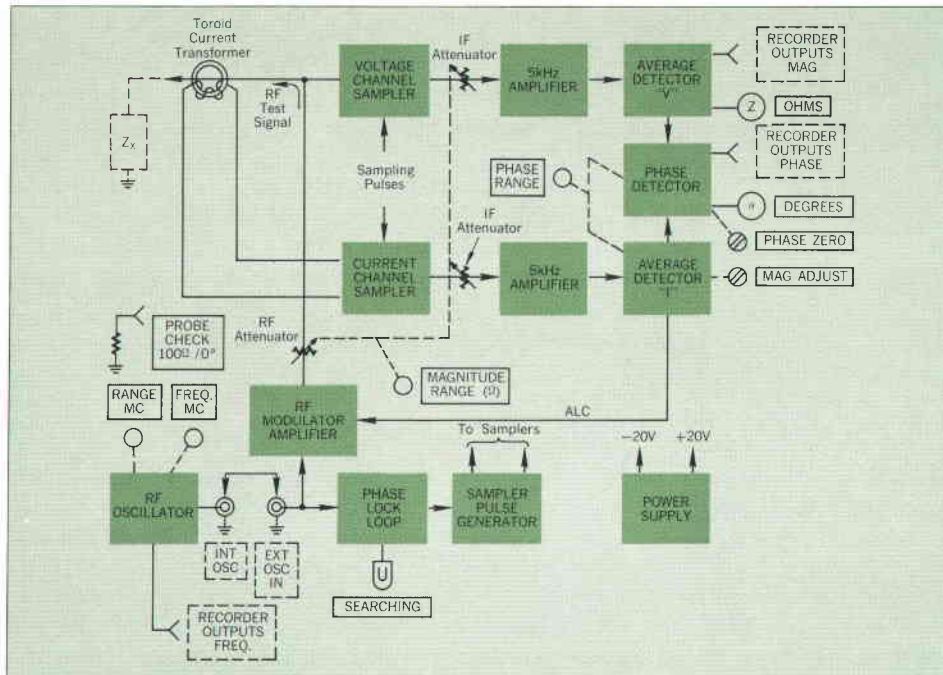 Toroid
Current
Transformer
VOLTAGE
CHANNEL
SAMPLER
IF
Attenuator
5kHz
AMPLIFIER
AVERAGE
DETECTOR
"V"
RECORDER
OUTPUTS
MAG
Z
OHMS
RF
Test
Signal
Zx
Sampling
Pulses
PHASE
RANGE
PHASE
DETECTOR
RECORDER
OUTPUTS
PHASE
θ
DEGREES
PHASE ZERO
CURRENT
CHANNEL
SAMPLER
IF
Attenuator
5kHz
AMPLIFIER
AVERAGE
DETECTOR
"I"
MAG ADJUST
PROBE
CHECK
100Ω/0°
RF
Attenuator
MAGNITUDE
RANGE (Ω)
RANGE
MC
FREQ.
MC
RF
MODULATOR
AMPLIFIER
ALC
To Samplers
-20V
+20V
RF
OSCILLATOR
INT
OSC
EXT
OSC
IN
PHASE
LOCK
LOOP
SAMPLER
PULSE
GENERATOR
POWER
SUPPLY
SEARCHING
RECORDER
OUTPUTS
FREQ.